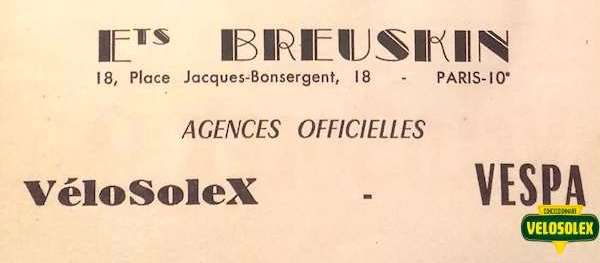 Ets BREUSKIN
18, Place Jacques-Bonsergent, 18 - PARIS-10e
AGENCES OFFICIELLES
VéloSoleX - VESPA
CONCESSIONNAIRE
VELOSOLEX